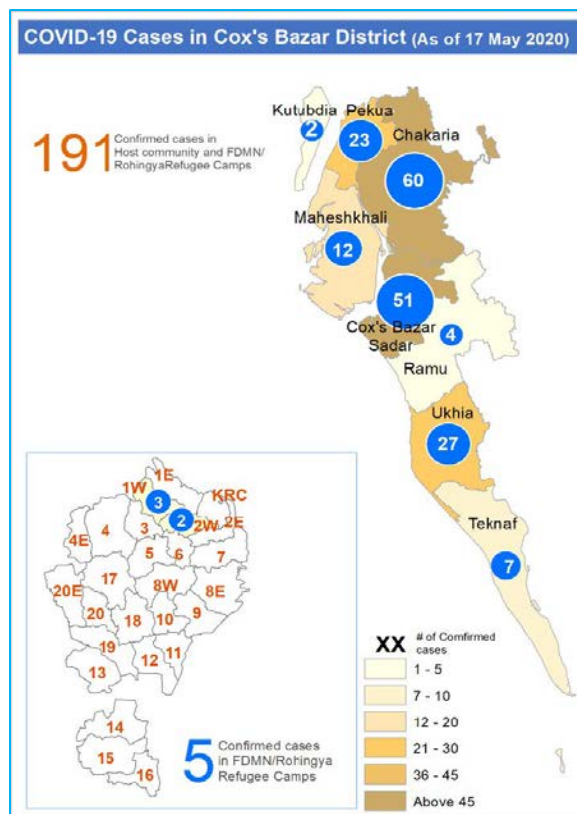 COVID-19 Cases in Cox's Bazar District (As of 17 May 2020)
191
Confirmed cases in
Host community and FDMN/
RohingyaRefugee Camps
Kutubdia
2
Pekua
23
Chakaria
60
Maheshkhali
12
51
Cox's Bazar
Sadar
4
Ramu
Ukhia
27
Teknaf
7
1E
1W
3
KRC
2
2W
2E
4E
4
3
5
6
7
20E
17
8W
8E
20
18
10
9
19
13
12
11
14
15
16
5
Confirmed cases
in FDMN/Rohingya
Refugee Camps
XX # of Comfirmed
cases
1 - 5
7 - 10
12 - 20
21 - 30
36 - 45
Above 45